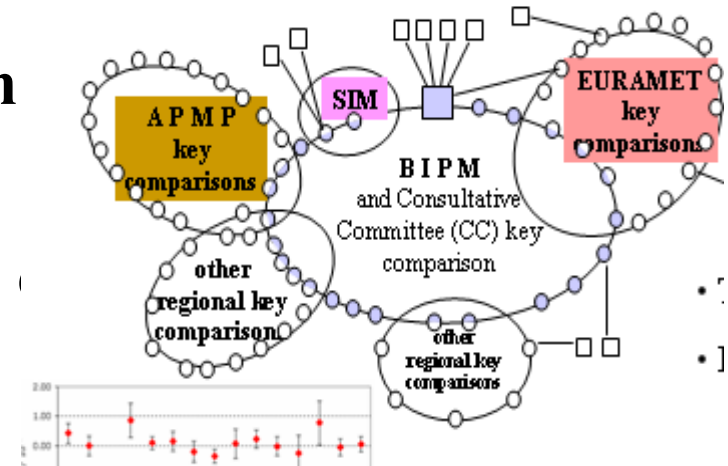 n
A P M P
key
comparisons
SIM
EURAMET
key
comparisons
B I P M
and Consultative
Committee (CC) key
comparison
other
regional key
comparison
other
regional key
comparisons
2.00
1.00
0.00